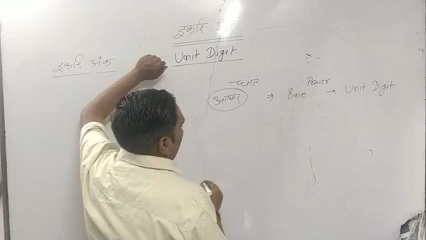 इकाई
Unit Digit
इकाई अंक
घात Power
आधार → Base → Unit Digit